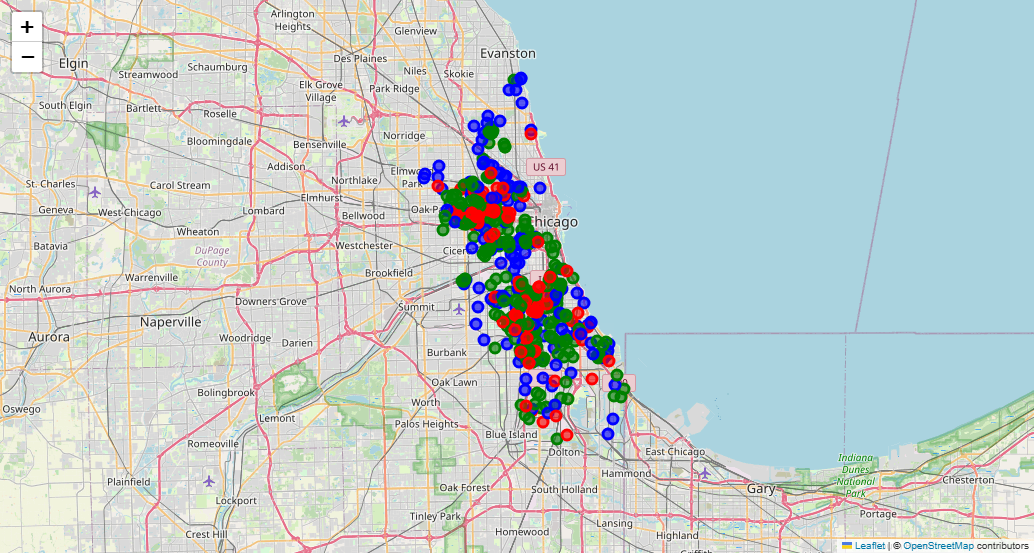 +
−
Arlington
Heights
Glenview
Evanston
Des Plaines
Elgin
Schaumburg
Niles
Skokie
Streamwood
Elk Grove
Village
Park Ridge
South Elgin
Bartlett
Roselle
Norridge
Bloomingdale
Bensenville
Addison
US 41
St. Charles
Carol Stream
Northlake
Park
Elmhurst
Geneva
West Chicago
Lombard
Bellwood
Oak P
Chicago
Wheaton
Batavia
Westchester
DuPage
County
Cicer
Warrenville
Brookfield
North Aurora
Downers Grove
Summit
Naperville
Aurora
Woodridge
Darien
Burbank
Oak Lawn
Bolingbrook
Oswego
Worth
Lemont
Palos Heights
Blue Island
Romeoville
Dolton
East Chicago
Indiana
Dunes
National
Park
Hammond
Plainfield
Gary
Chesterton
Oak Forest
South Holland
Lockport
Portage
Tinley Park
Lansing
Crest Hill
Homewood
Highland
Griffith
Leaflet | © OpenStreetMap contributors